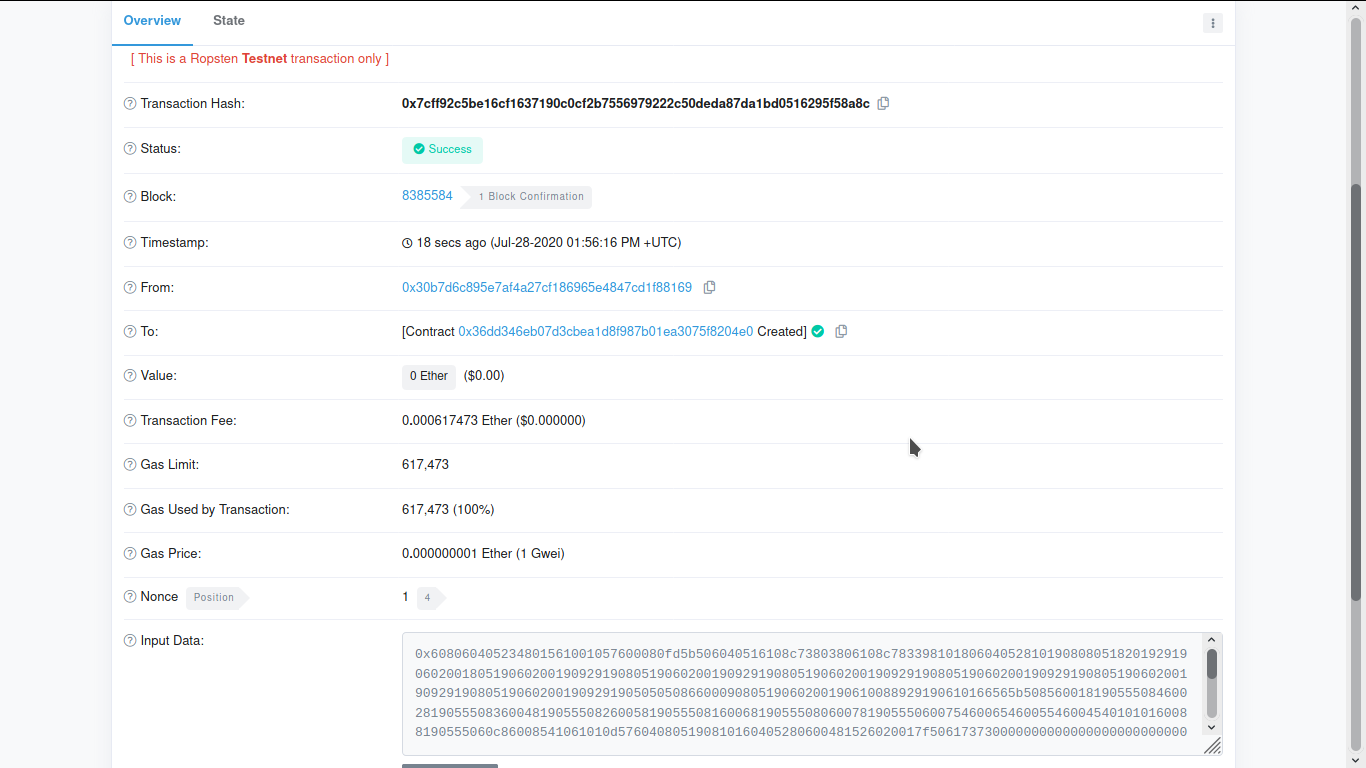 Overview State
[ This is a Ropsten Testnet transaction only ]
Transaction Hash: 0x7cff92c5be16cf1637190c0cf2b7556979222c50deda87da1bd0516295f58a8c
Status: Success
Block: 8385584 1 Block Confirmation
Timestamp: 18 secs ago (Jul-28-2020 01:56:16 PM +UTC)
From: 0x30b7d6c895e7af4a27cf186965e4847cd1f88169
To: [Contract 0x36dd346eb07d3cbea1d8f987b01ea3075f8204e0 Created]
Value: 0 Ether ($0.00)
Transaction Fee: 0.000617473 Ether ($0.000000)
Gas Limit: 617,473
Gas Used by Transaction: 617,473 (100%)
Gas Price: 0.000000001 Ether (1 Gwei)
Nonce Position 1 4
Input Data:
0x608060405234801561001057600080fd5b506040516108c73803806108c78339810180604052810190808051820192919
0602001805190602001909291908051906020019092919080519060200190929190805190602001909291908051906020 01